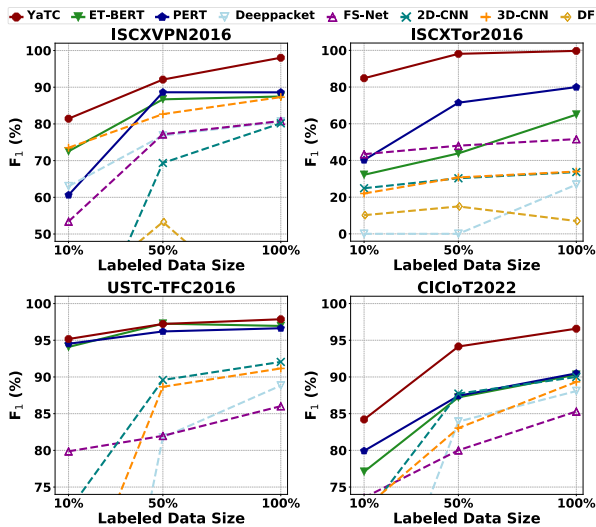 YaTC ET-BERT PERT Deeppacket FS-Net 2D-CNN 3D-CNN DF
ISCXVPN2016
F1 (%)
100
90
80
70
60
50
10% 50% 100%
Labeled Data Size
ISCXTor2016
F1 (%)
100
80
60
40
20
0
10% 50% 100%
Labeled Data Size
USTC-TFC2016
F1 (%)
100
95
90
85
80
75
10% 50% 100%
Labeled Data Size
CICIoT2022
F1 (%)
100
95
90
85
80
75
10% 50% 100%
Labeled Data Size